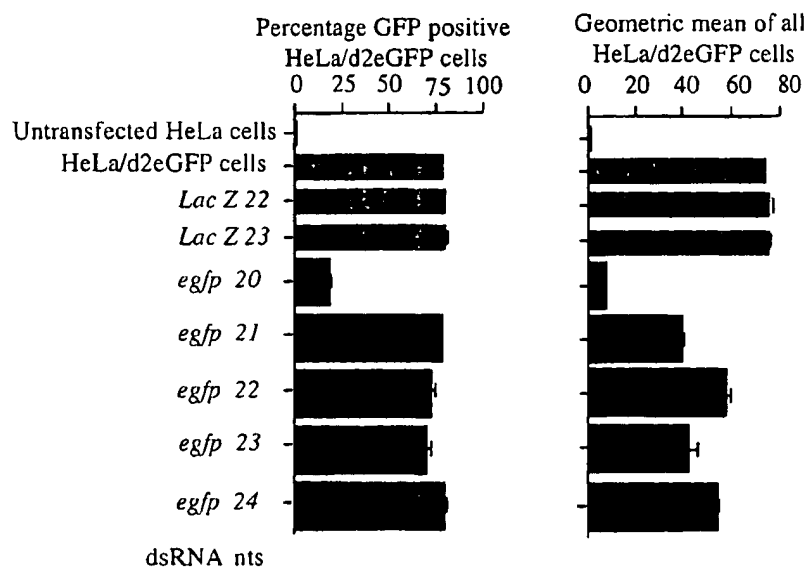 Percentage GFP positive
HeLa/d2eGFP cells
0 25 50 75 100
Geometric mean of all
HeLa/d2eGFP cells
0 20 40 60 80
Untransfected HeLa cells
HeLa/d2eGFP cells
Lac Z 22
Lac Z 23
egfp 20
egfp 21
egfp 22
egfp 23
egfp 24
dsRNA nts